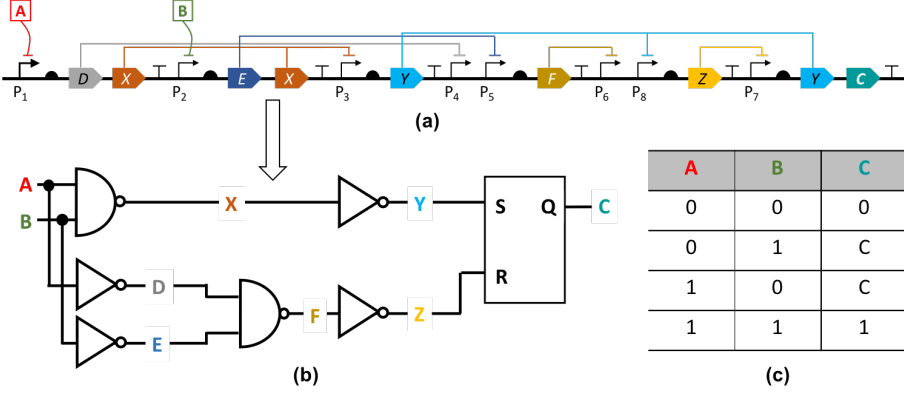 A
B
D X E X Y F Z Y C
P1 P2 P3 P4 P5 P6 P8 P7
(a)
A X Y S Q C
B
R
D
F Z
E
(b)
A B C
0 0 0
0 1 C
1 0 C
1 1 1
(c)